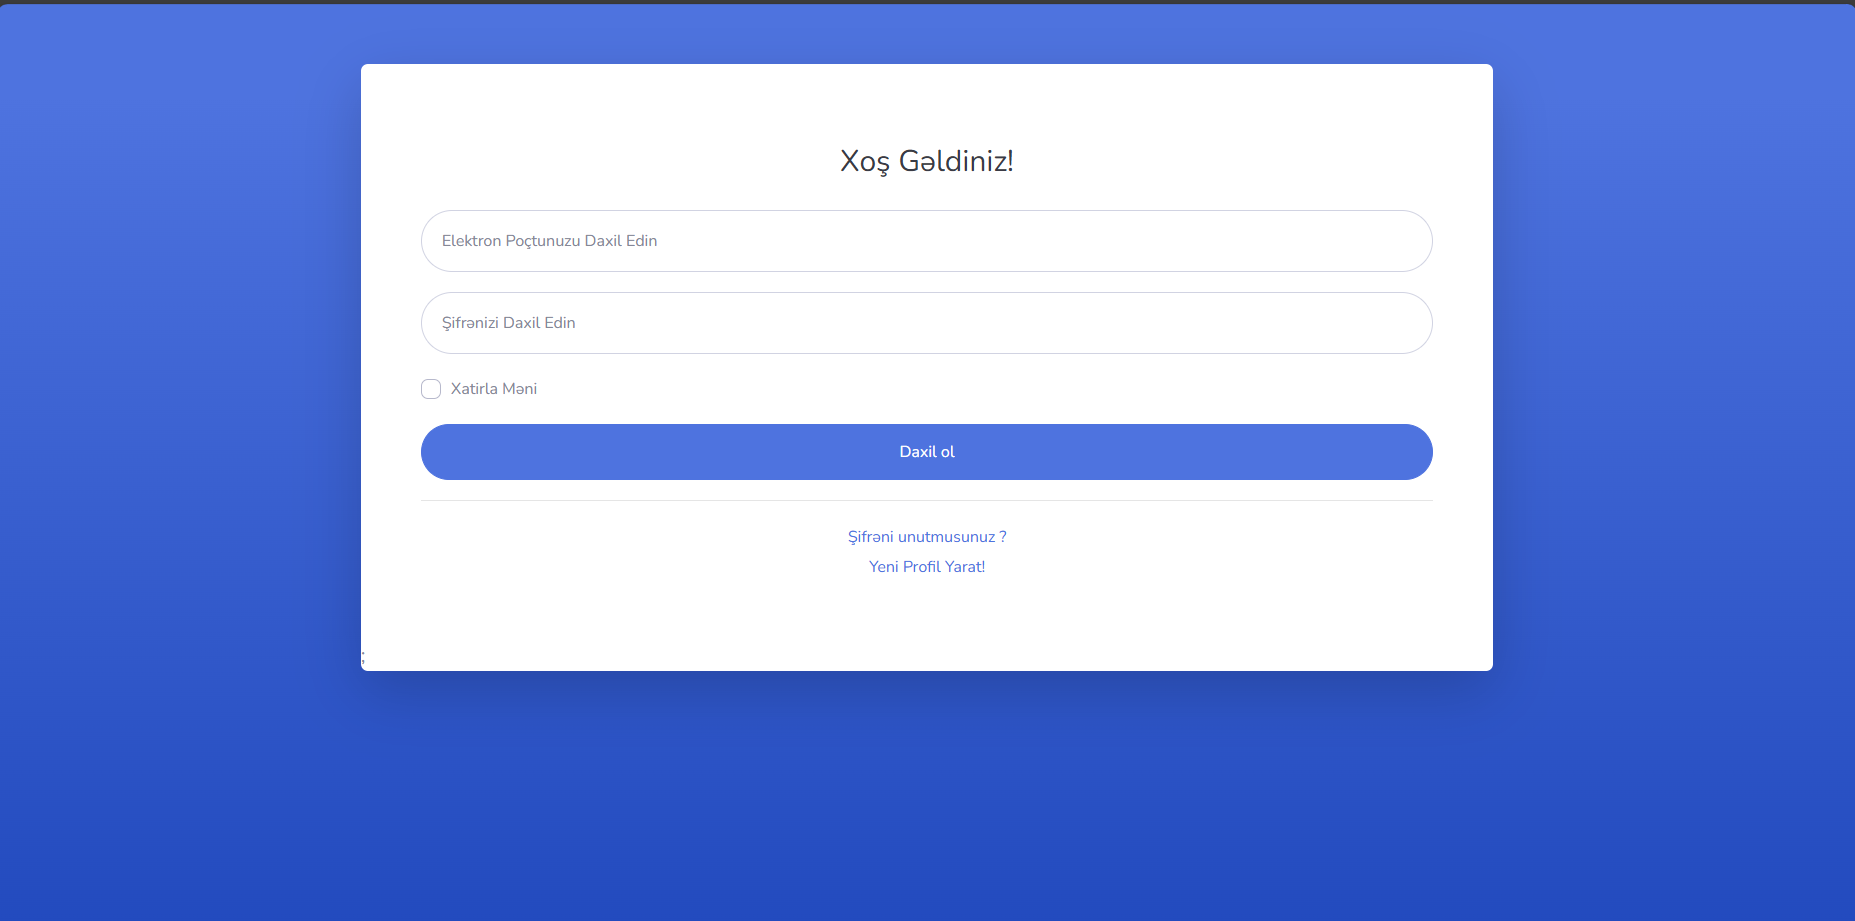 Xoş Gəldiniz!
Elektron Poçtunuzu Daxil Edin
Şifrənizi Daxil Edin
Xatirla Məni
Daxil ol
Şifrəni unutmusunuz ?
Yeni Profil Yarat!
;